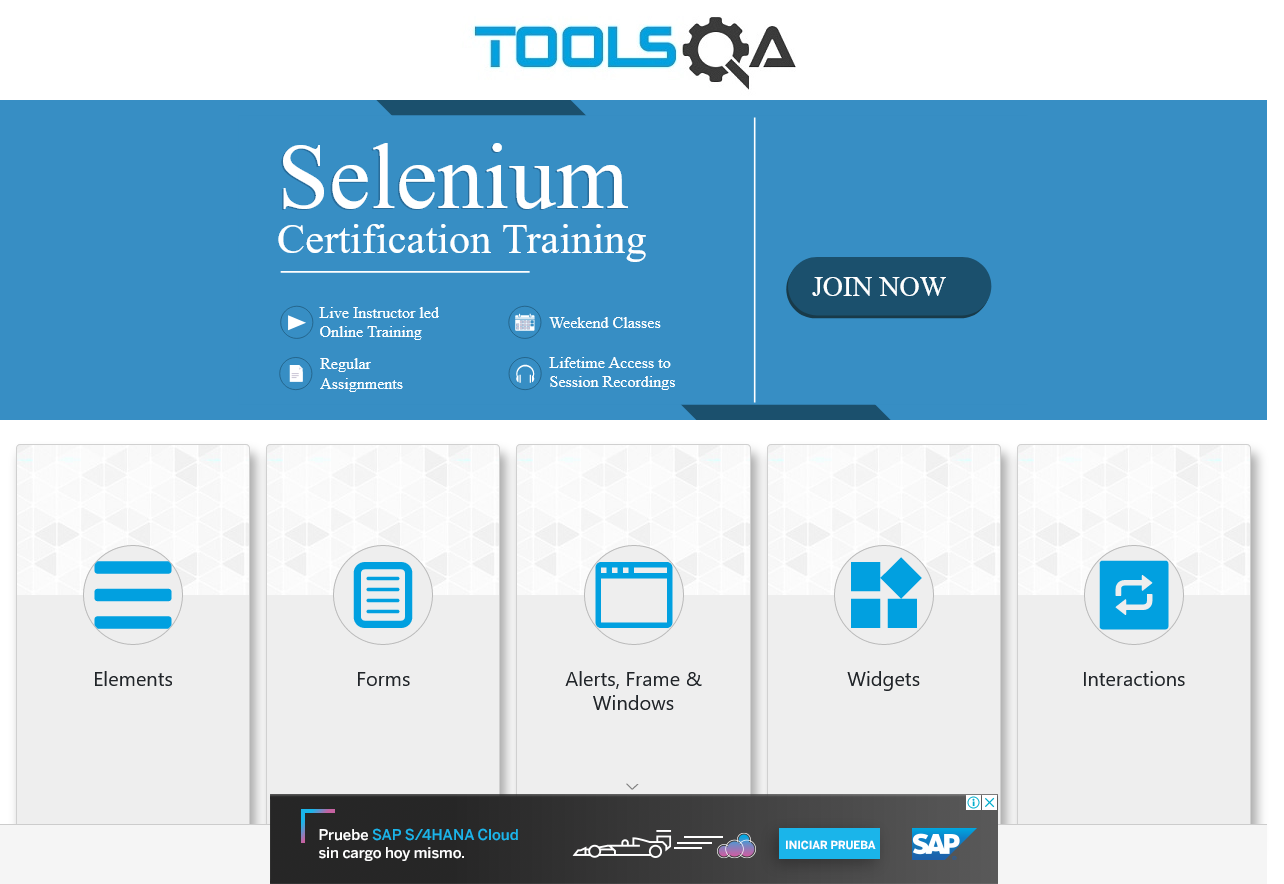 TOOLSQA
Selenium
Certification Training
JOIN NOW
Live Instructor led
Online Training
Weekend Classes
Regular
Assignments
Lifetime Access to
Session Recordings
Elements
Forms
Alerts, Frame &
Windows
Widgets
Interactions
Pruebe SAP S/4HANA Cloud
sin cargo hoy mismo.
INICIAR PRUEBA
SAP